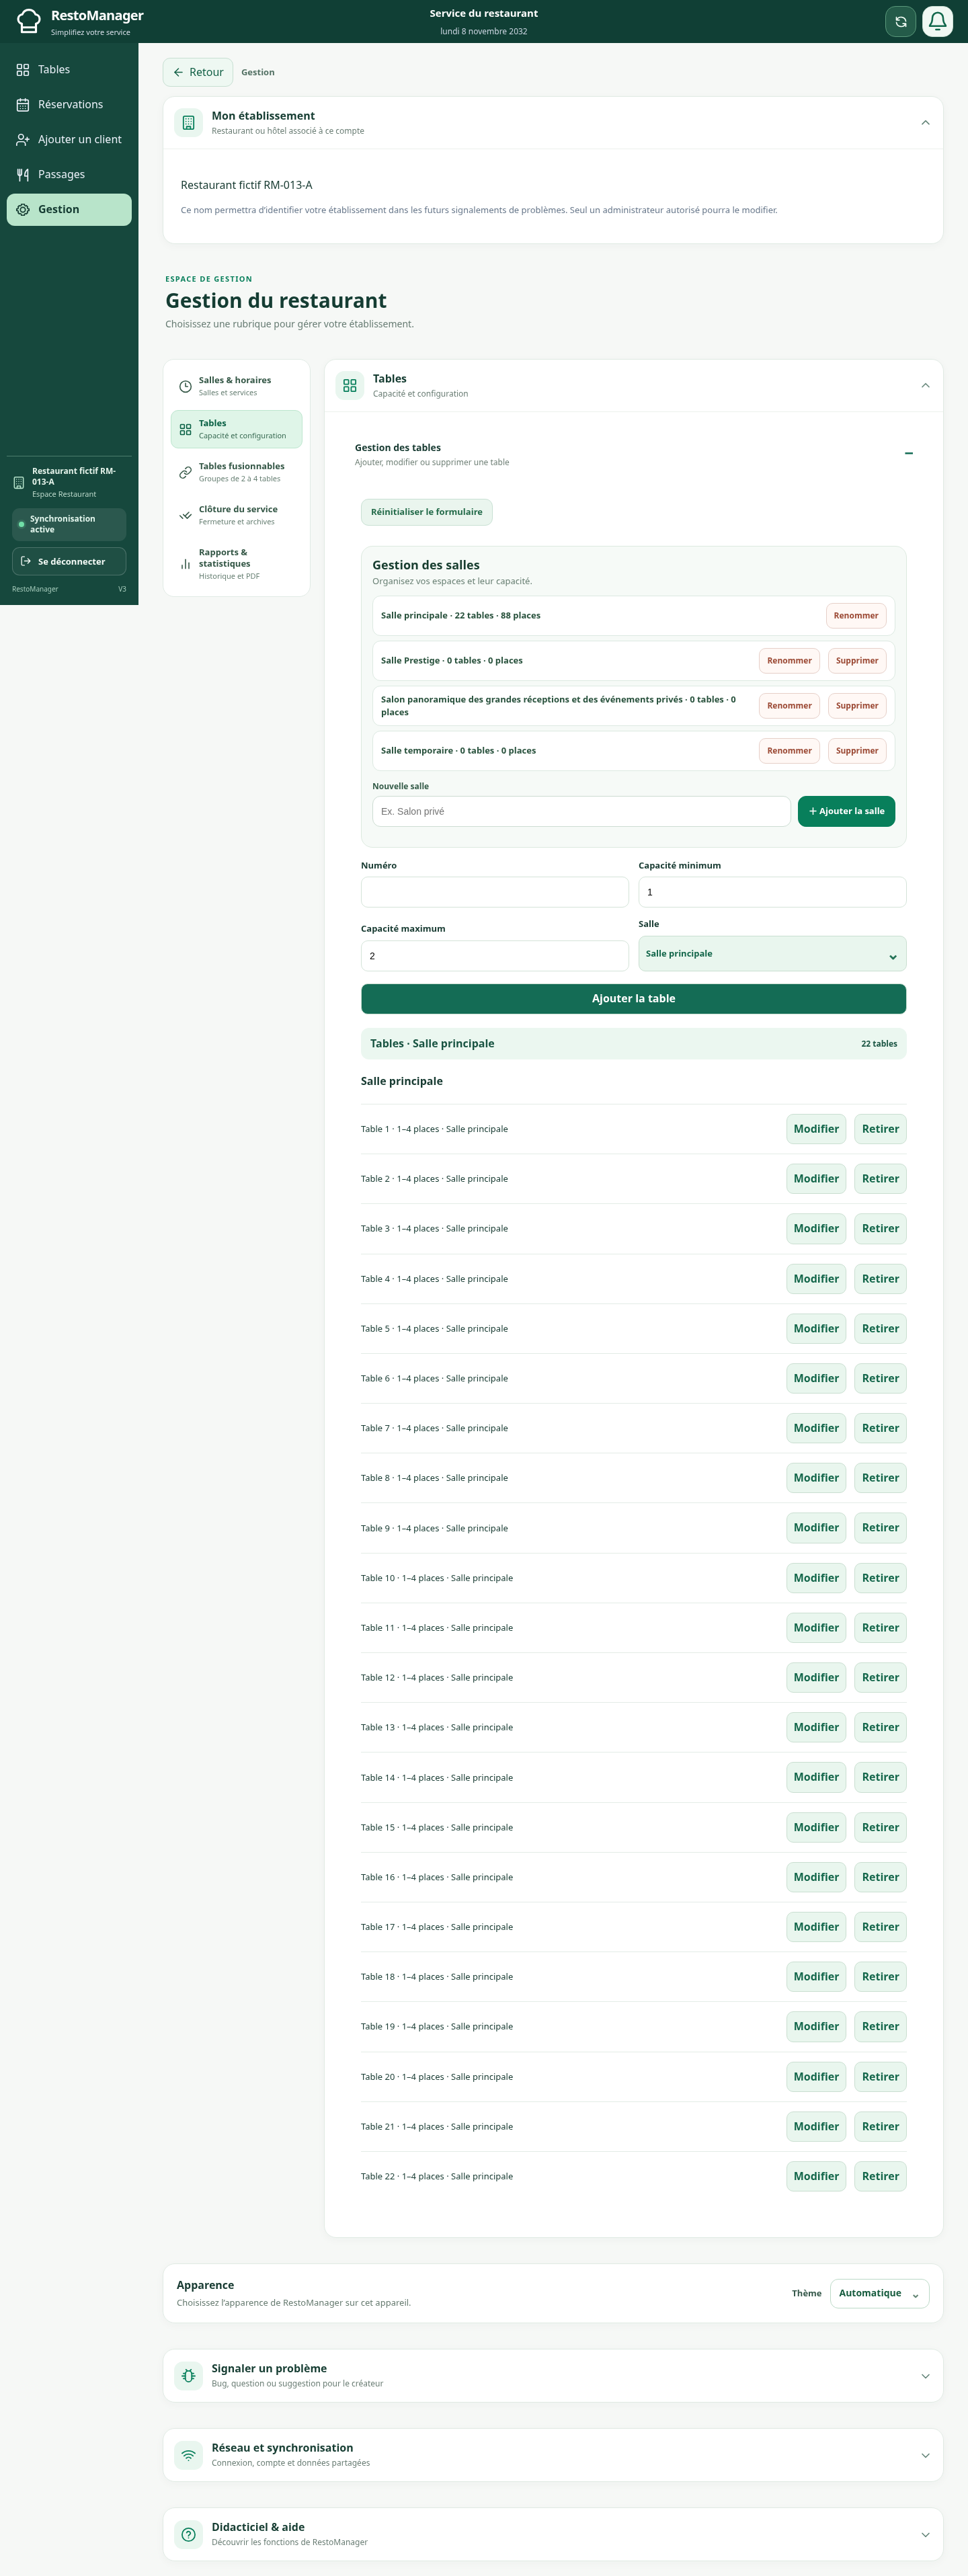 RestoManager
Simplifiez votre service
Service du restaurant
lundi 8 novembre 2032
Tables
Réservations
Ajouter un client
Passages
Gestion
Restaurant fictif RM-
013-A
Espace Restaurant
Synchronisation
active
Se déconnecter
RestoManager V3
Retour Gestion
Mon établissement
Restaurant ou hôtel associé à ce compte
Restaurant fictif RM-013-A
Ce nom permettra d’identifier votre établissement dans les futurs signalements de problèmes. Seul un administrateur autorisé pourra le modifier.
ESPACE DE GESTION
Gestion du restaurant
Choisissez une rubrique pour gérer votre établissement.
Salles & horaires
Salles et services
Tables
Capacité et configuration
Tables fusionnables
Groupes de 2 à 4 tables
Clôture du service
Fermeture et archives
Rapports &
statistiques
Historique et PDF
Tables
Capacité et configuration
Gestion des tables
Ajouter, modifier ou supprimer une table
Réinitialiser le formulaire
Gestion des salles
Organisez vos espaces et leur capacité.
Salle principale · 22 tables · 88 places Renommer
Salle Prestige · 0 tables · 0 places Renommer Supprimer
Salon panoramique des grandes réceptions et des événements privés · 0 tables · 0
places Renommer Supprimer
Salle temporaire · 0 tables · 0 places Renommer Supprimer
Nouvelle salle
Ex. Salon privé + Ajouter la salle
Numéro Capacité minimum
1
Capacité maximum Salle
2 Salle principale
Ajouter la table
Tables · Salle principale 22 tables
Salle principale
Table 1 · 1–4 places · Salle principale Modifier Retirer
Table 2 · 1–4 places · Salle principale Modifier Retirer
Table 3 · 1–4 places · Salle principale Modifier Retirer
Table 4 · 1–4 places · Salle principale Modifier Retirer
Table 5 · 1–4 places · Salle principale Modifier Retirer
Table 6 · 1–4 places · Salle principale Modifier Retirer
Table 7 · 1–4 places · Salle principale Modifier Retirer
Table 8 · 1–4 places · Salle principale Modifier Retirer
Table 9 · 1–4 places · Salle principale Modifier Retirer
Table 10 · 1–4 places · Salle principale Modifier Retirer
Table 11 · 1–4 places · Salle principale Modifier Retirer
Table 12 · 1–4 places · Salle principale Modifier Retirer
Table 13 · 1–4 places · Salle principale Modifier Retirer
Table 14 · 1–4 places · Salle principale Modifier Retirer
Table 15 · 1–4 places · Salle principale Modifier Retirer
Table 16 · 1–4 places · Salle principale Modifier Retirer
Table 17 · 1–4 places · Salle principale Modifier Retirer
Table 18 · 1–4 places · Salle principale Modifier Retirer
Table 19 · 1–4 places · Salle principale Modifier Retirer
Table 20 · 1–4 places · Salle principale Modifier Retirer
Table 21 · 1–4 places · Salle principale Modifier Retirer
Table 22 · 1–4 places · Salle principale Modifier Retirer
Apparence
Choisissez l’apparence de RestoManager sur cet appareil.
Thème Automatique
Signaler un problème
Bug, question ou suggestion pour le créateur
Réseau et synchronisation
Connexion, compte et données partagées
Didacticiel & aide
Découvrir les fonctions de RestoManager